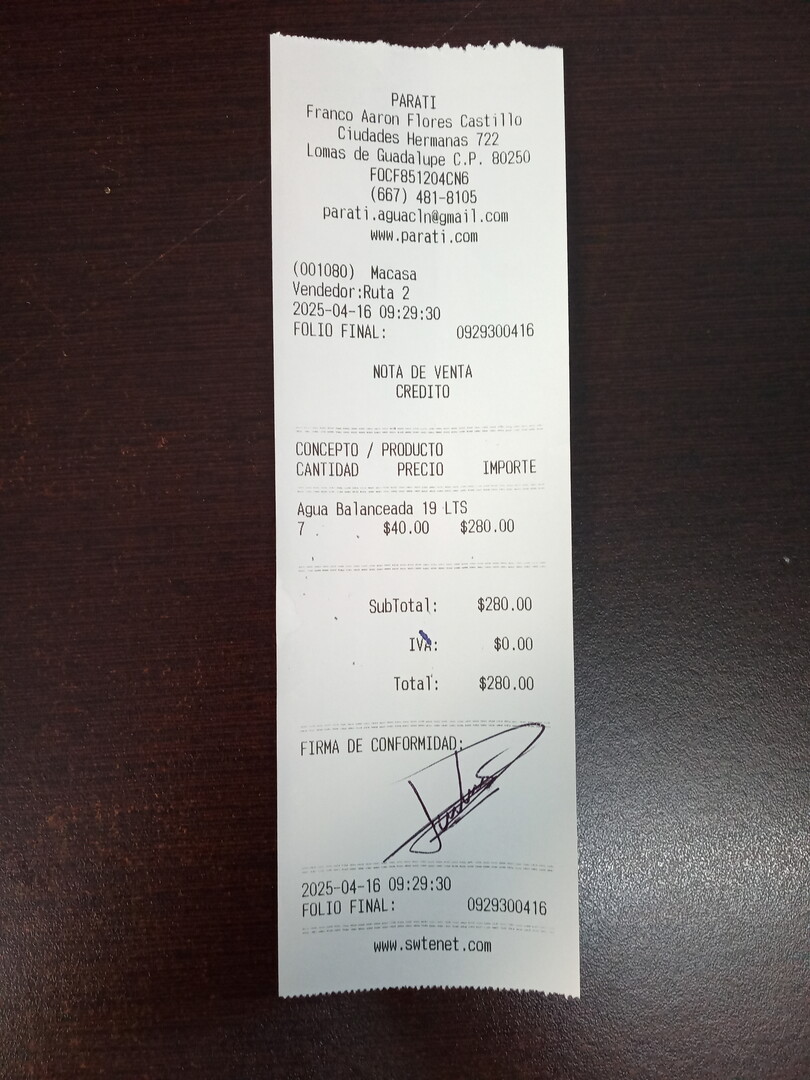 PARATI
Franco Aaron Flores Castillo
Ciudades Hermanas 722
Lomas de Guadalupe C.P. 80250
FOCF851204CN6
(667) 481-8105
parati.aguacln@gmail.com
www.parati.com
(001080) Macasa
Vendedor:Ruta 2
2025-04-16 09:29:30
FOLIO FINAL: 0929300416
NOTA DE VENTA
CREDITO
CONCEPTO / PRODUCTO
CANTIDAD PRECIO IMPORTE
Agua Balanceada 19 LTS
7 $40.00 $280.00
SubTotal: $280.00
IVA: $0.00
Total: $280.00
FIRMA DE CONFORMIDAD:
2025-04-16 09:29:30
FOLIO FINAL: 0929300416
www.swtenet.com